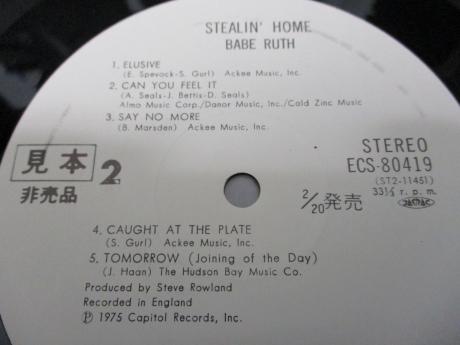 STEALIN' HOME
BABE RUTH
1. ELUSIVE
(E. Spevock-S. Gurl) Ackee Music, Inc.
2. CAN YOU FEEL IT
(A. Seals-J. Bettis-D. Seals)
Almo Music Corp./Danor Music, Inc./Cold Zinc Music
3. SAY NO MORE
(B. Marsden) Ackee Music, Inc.
見本
非売品
2
STEREO
ECS-80419
(ST2-11451)
33⅓ r. p. m.
2/20発売
JASRAC
4. CAUGHT AT THE PLATE
(S. Gurl) Ackee Music, Inc.
5. TOMORROW (Joining of the Day)
(J. Haan) The Hudson Bay Music Co.
Produced by Steve Rowland
Recorded in England
Ⓟ 1975 Capitol Records, Inc.